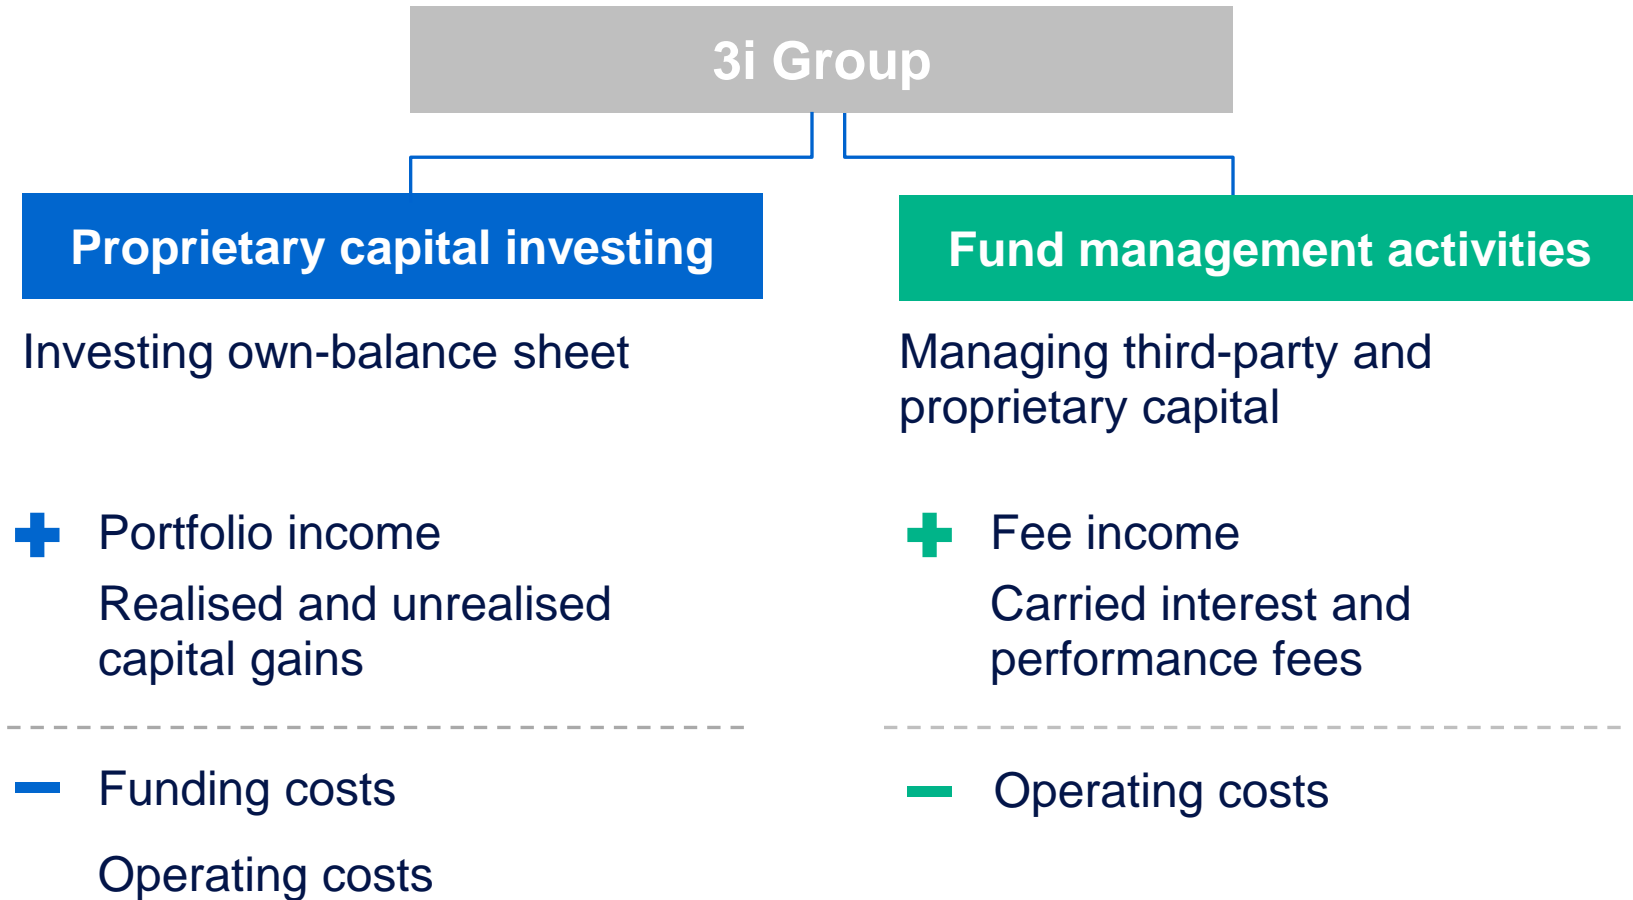 3i Group
Proprietary capital investing
Investing own-balance sheet
Portfolio income
Realised and unrealised
capital gains
Funding costs
Operating costs
Fund management activities
Managing third-party and
proprietary capital
Fee income
Carried interest and
performance fees
Operating costs